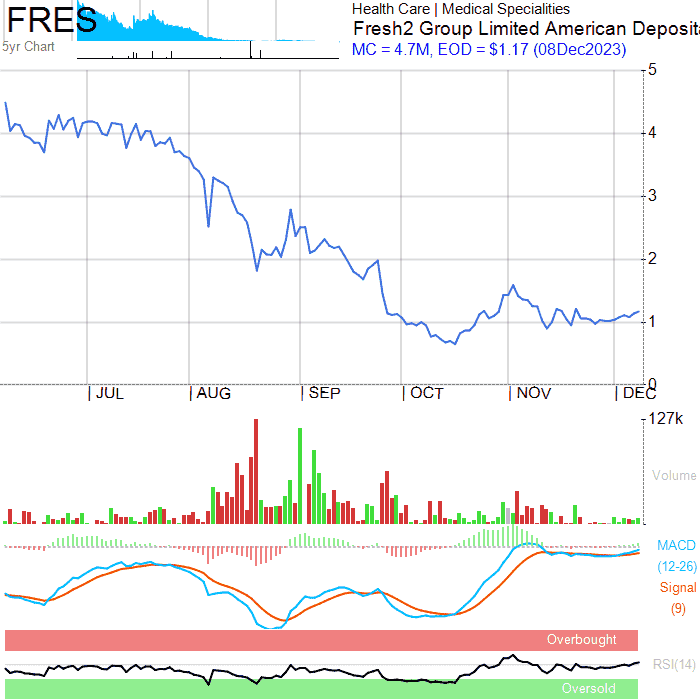 FRES
5yr Chart
Health Care | Medical Specialities
Fresh2 Group Limited American Deposit
MC = 4.7M, EOD = $1.17 (08Dec2023)
5
4
3
2
1
0
JUL AUG SEP OCT NOV DEC
127k
Volume
MACD
(12-26)
Signal
(9)
Overbought
RSI(14)
Oversold